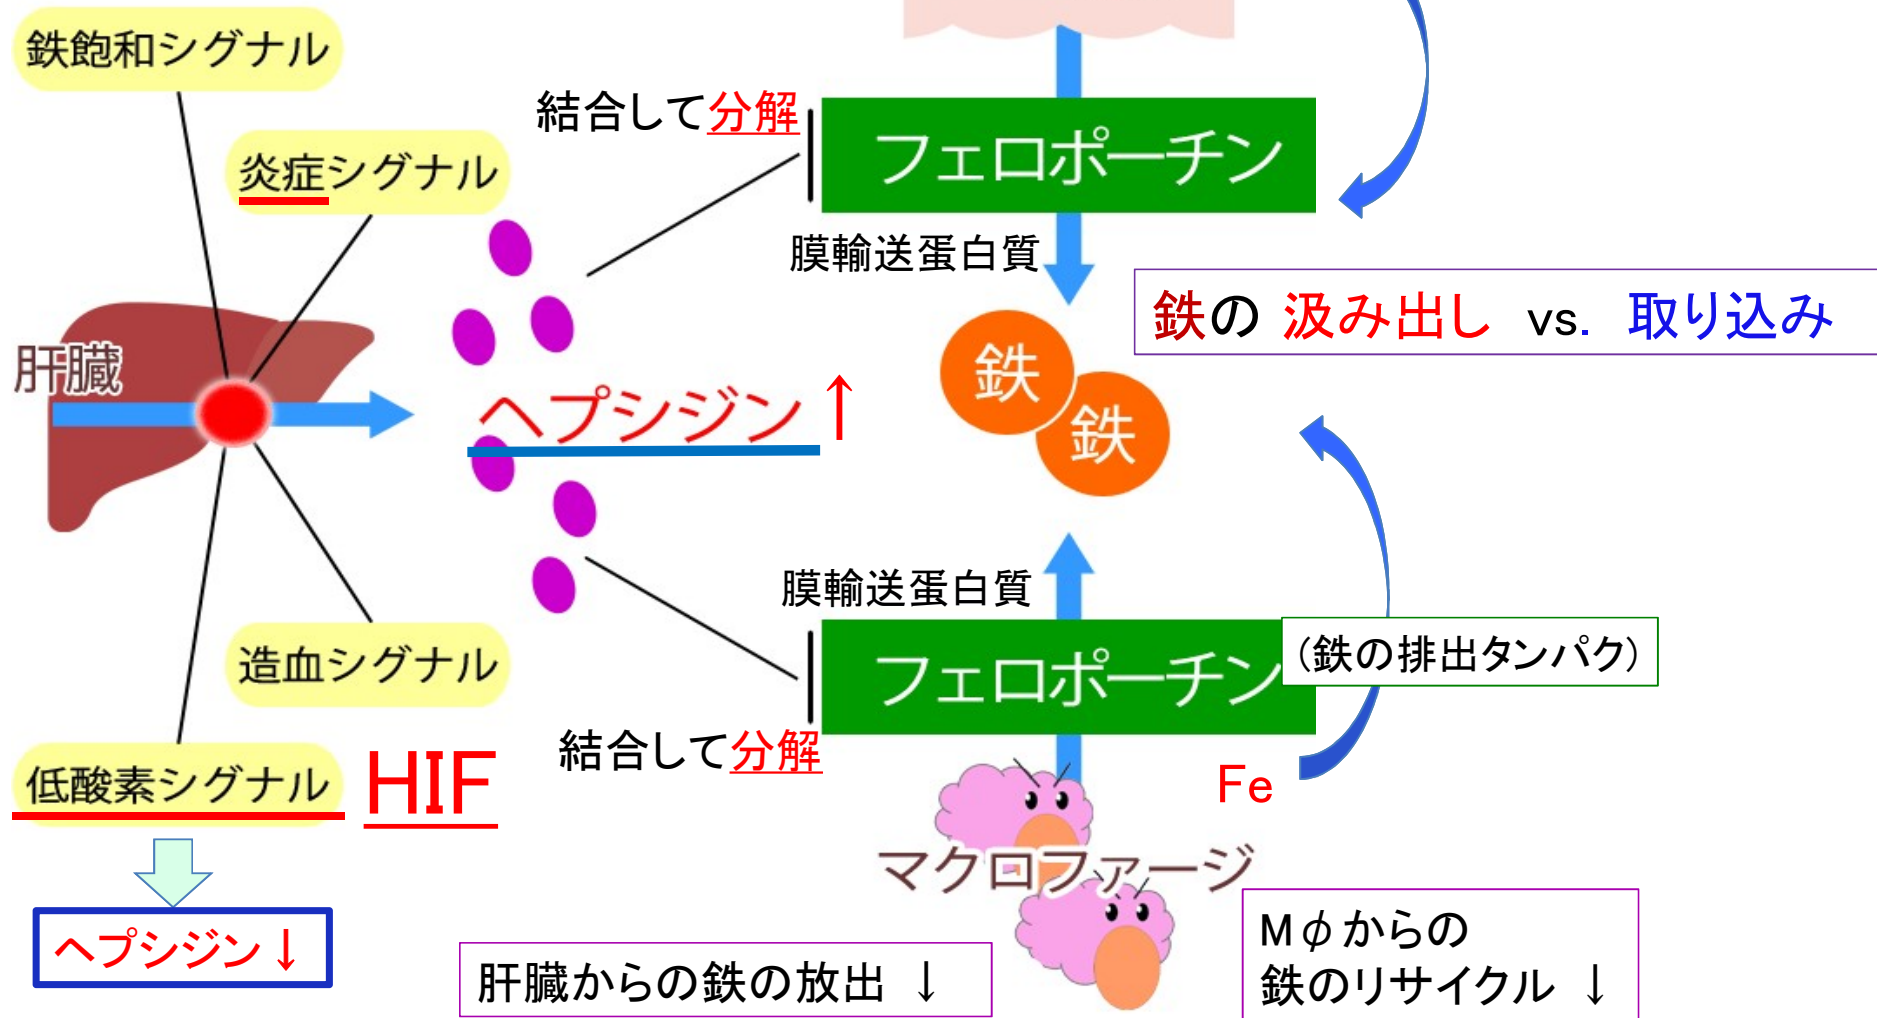 鉄飽和シグナル
結合して分解
フェロポーチン
炎症シグナル
膜輸送蛋白質
鉄の 汲み出し vs. 取り込み
肝臓
鉄
ヘプシジン↑
鉄
膜輸送蛋白質
造血シグナル
フェロポーチン
(鉄の排出タンパク)
結合して分解
低酸素シグナル
HIF
Fe
マクロファージ
ヘプシジン↓
肝臓からの鉄の放出 ↓
Mφからの
鉄のリサイクル ↓